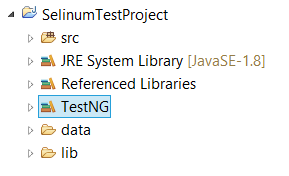 SelinumTestProject
src
JRE System Library [JavaSE-1.8]
Referenced Libraries
TestNG
data
lib